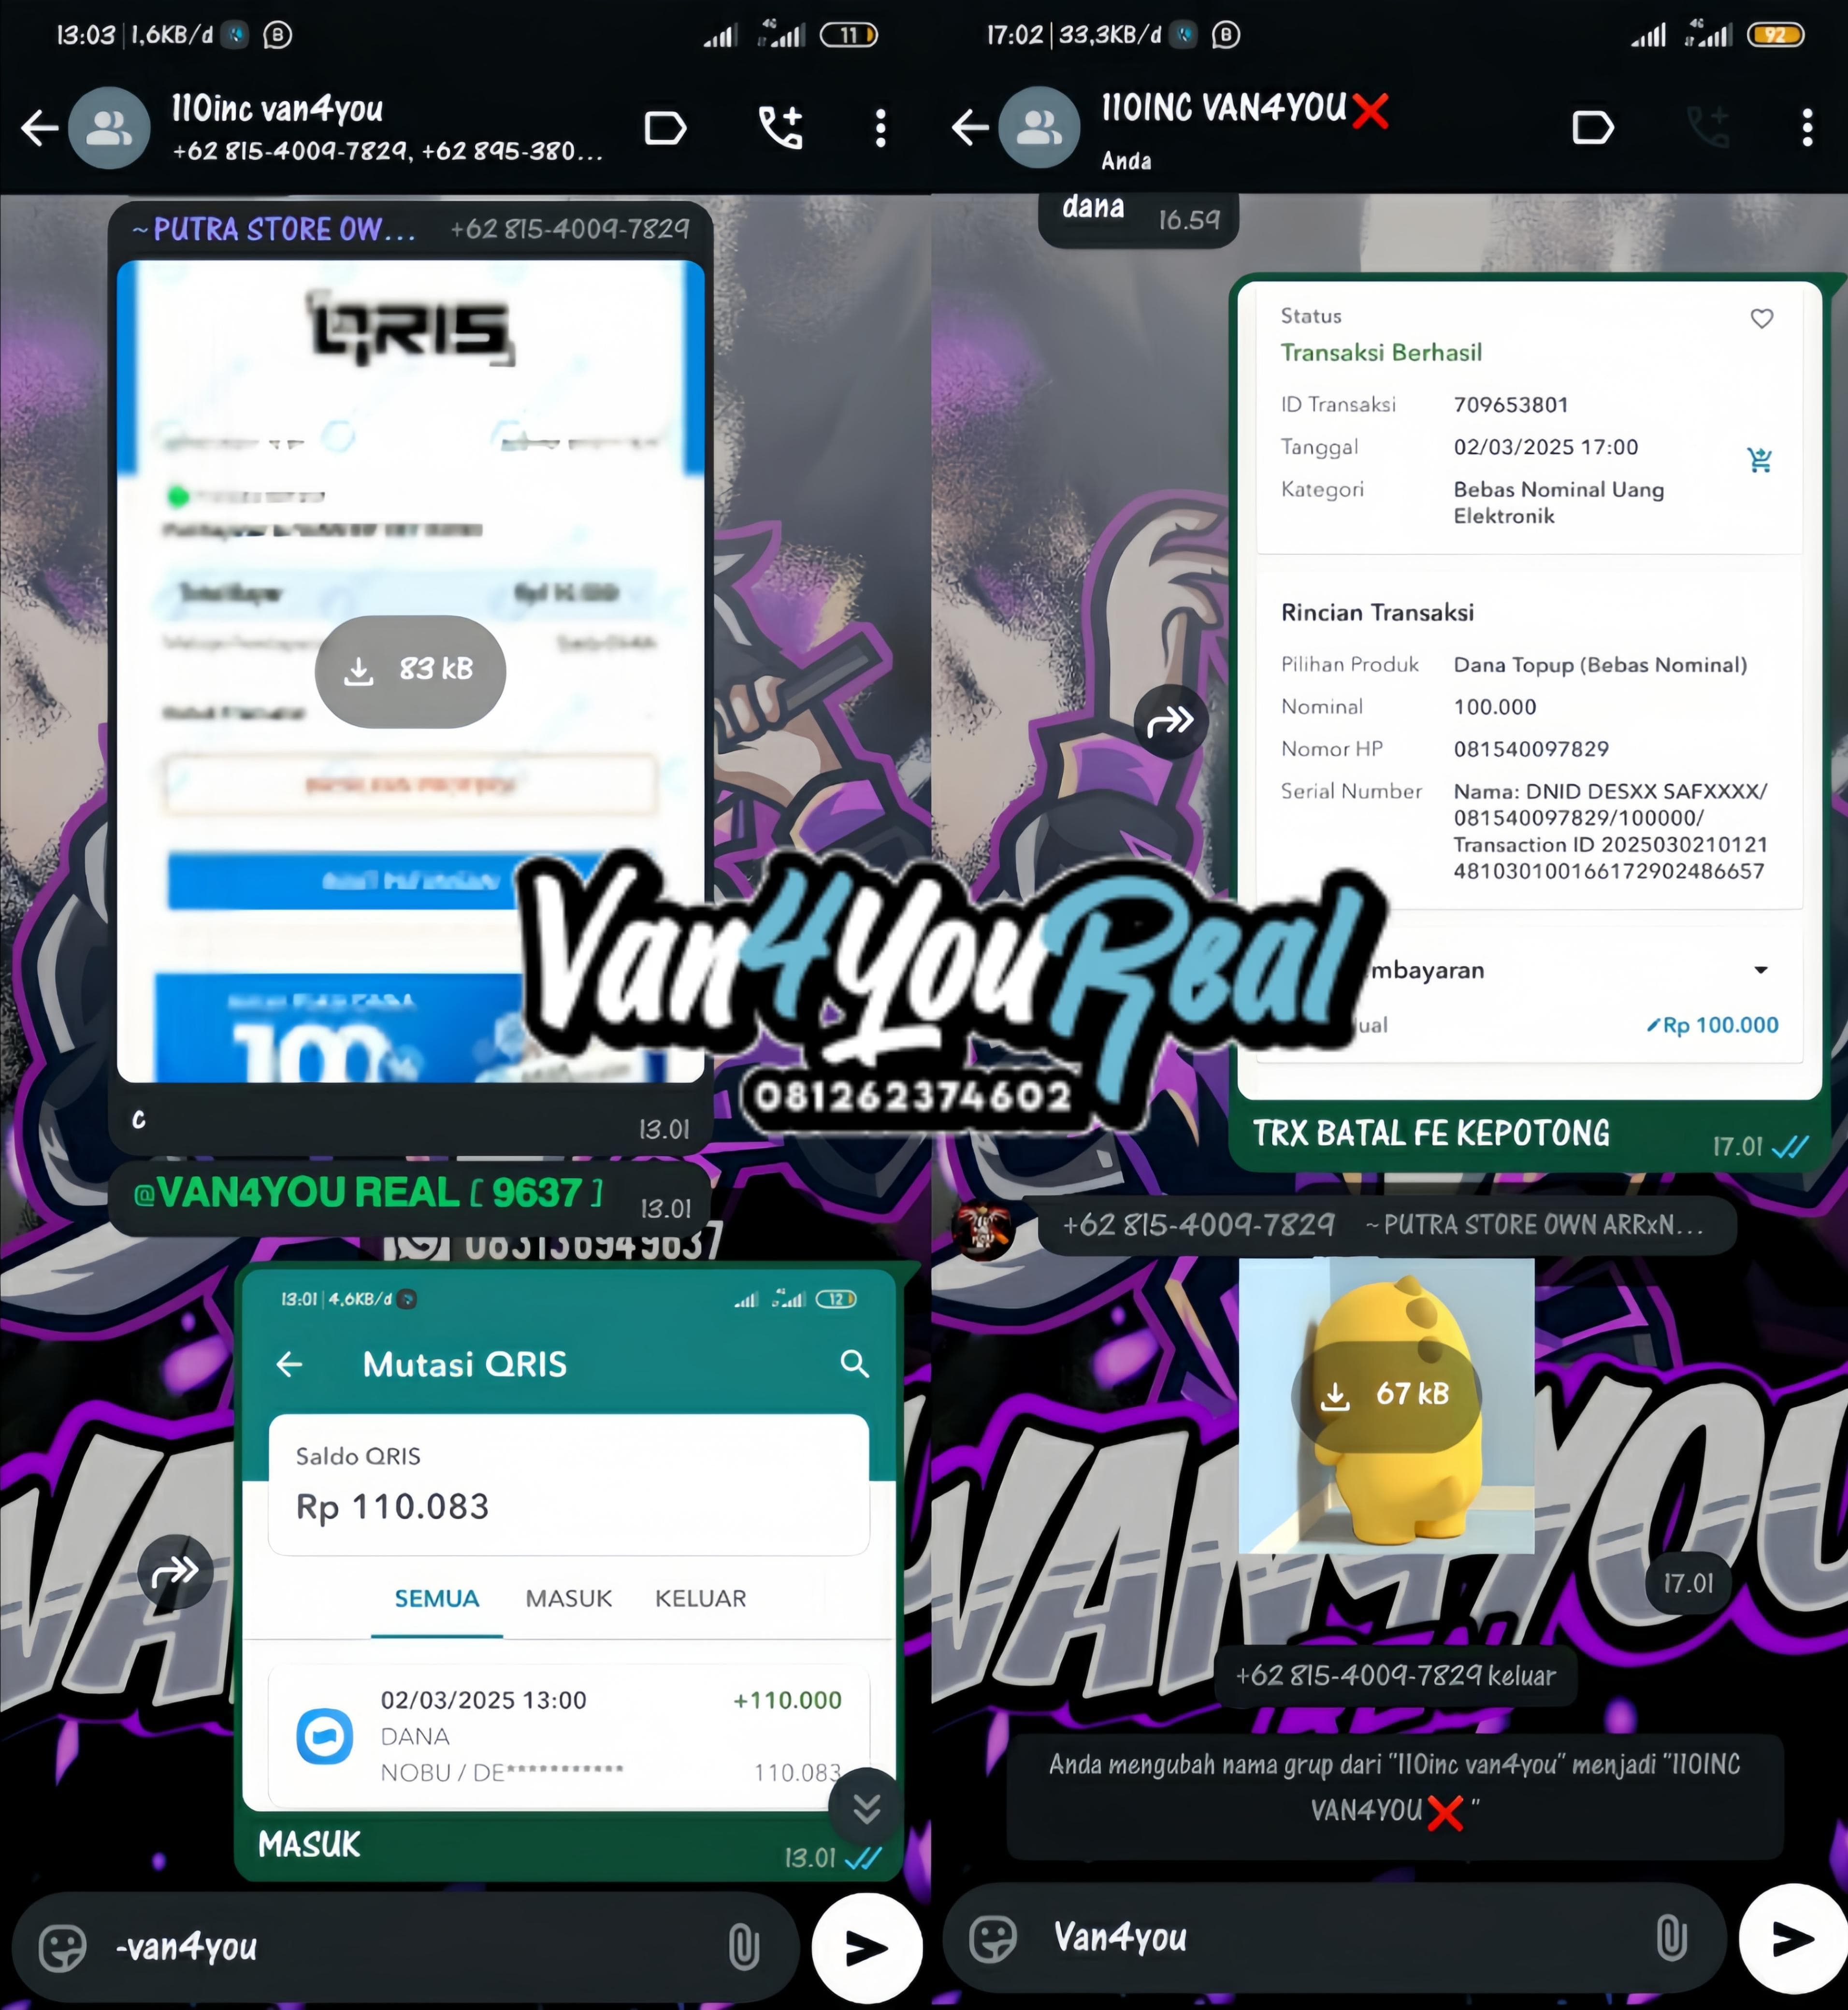 13:03 | 1,6KB/d
4G
11
110inc van4you
+62 815-4009-7829, +62 895-380...
~PUTRA STORE OW... +62 815-4009-7829
QRIS
83 kB
100%
c
13.01
@VAN4YOU REAL [ 9637 ]
13.01
083136949637
13:01 | 4,6KB/d
12
Mutasi QRIS
Saldo QRIS
Rp 110.083
SEMUA MASUK KELUAR
02/03/2025 13:00 +110.000
DANA
NOBU / DE*********** 110.083
MASUK
13.01
-van4you
17:02 | 33,3KB/d
4G
92
110INC VAN4YOU❌
Anda
dana 16.59
Status
Transaksi Berhasil
ID Transaksi 709653801
Tanggal 02/03/2025 17:00
Kategori Bebas Nominal Uang
Elektronik
Rincian Transaksi
Pilihan Produk Dana Topup (Bebas Nominal)
Nominal 100.000
Nomor HP 081540097829
Serial Number Nama: DNID DESXX SAFXXXX/
081540097829/100000/
Transaction ID 2025030210121
481030100166172902486657
mbayaran
ual Rp 100.000
TRX BATAL FE KEPOTONG
17.01
+62 815-4009-7829 ~PUTRA STORE OWN ARRxN...
67 kB
17.01
+62 815-4009-7829 keluar
Anda mengubah nama grup dari "110inc van4you" menjadi "110INC
VAN4YOU❌"
Van4you
Van4YouReal
081262374602
VAN4YOU